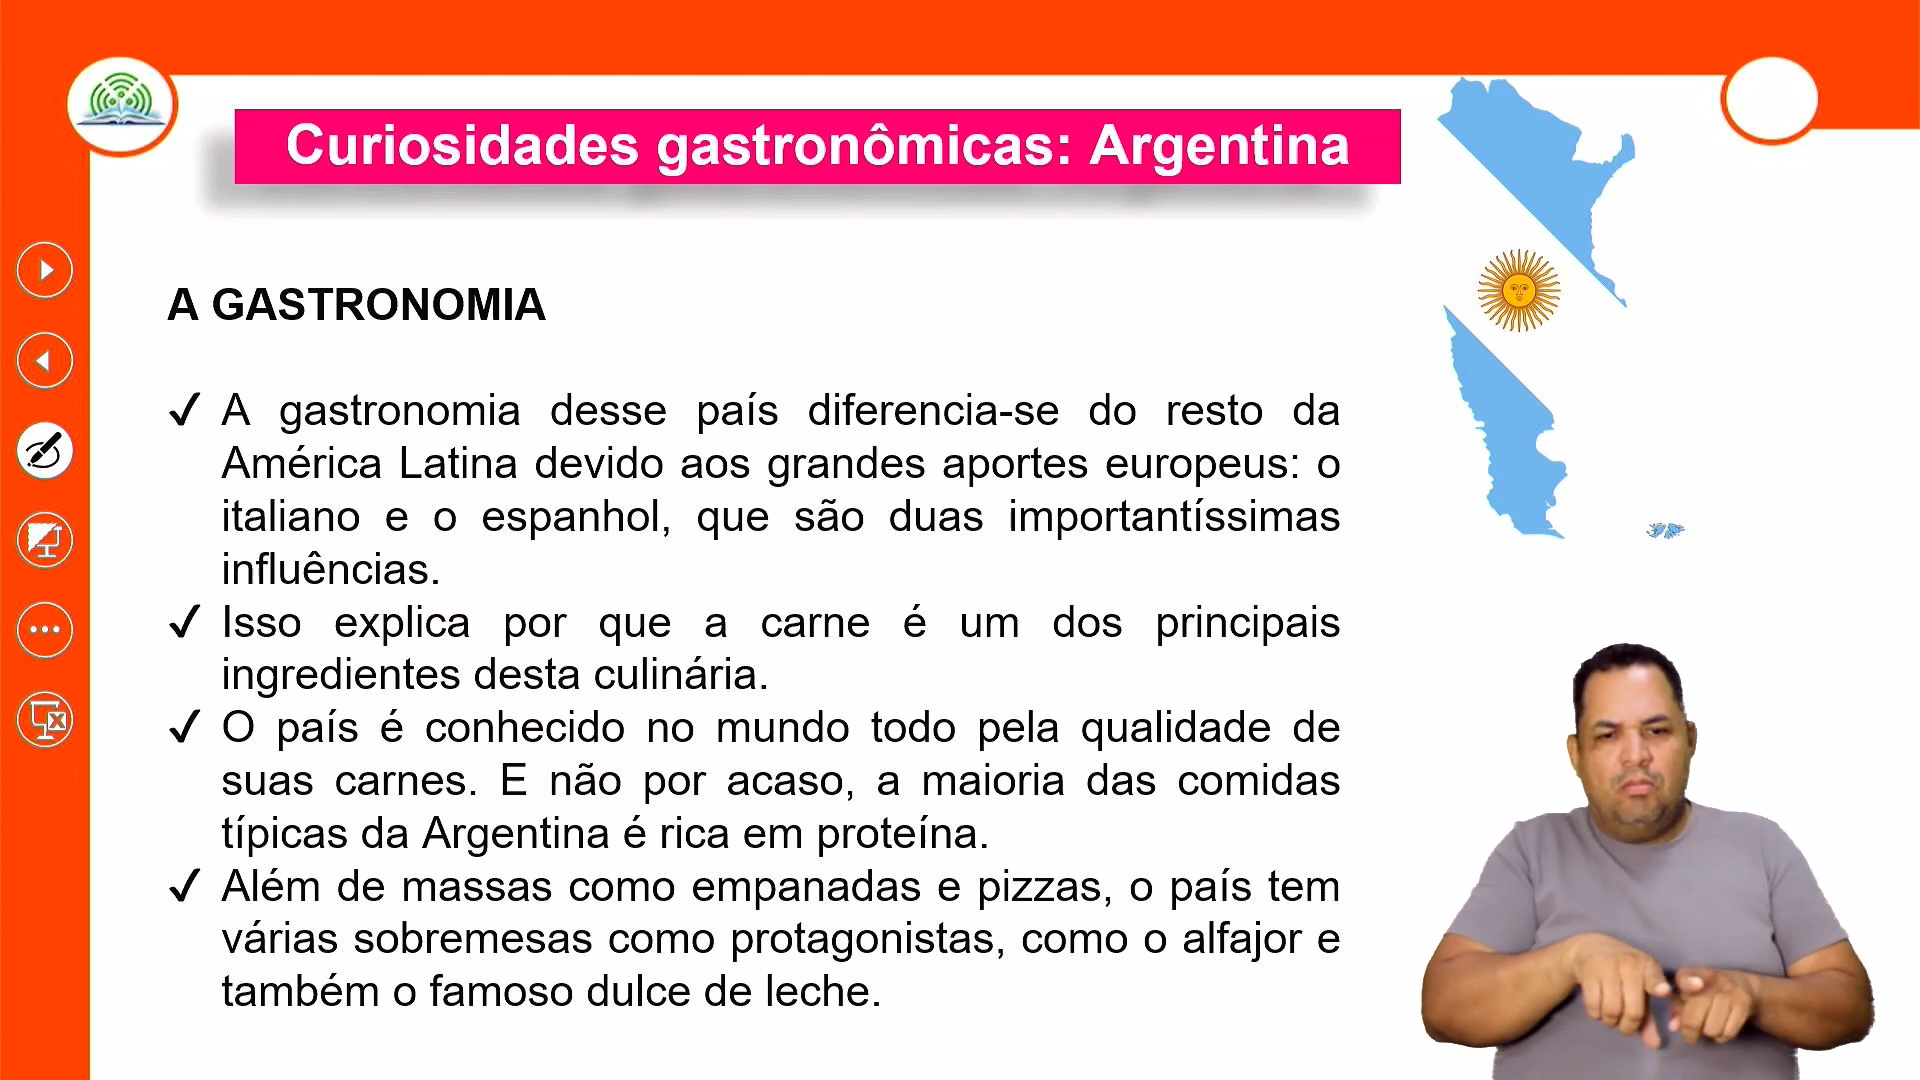 Curiosidades gastronômicas: Argentina
A GASTRONOMIA
✓ A gastronomia desse país diferencia-se do resto da
América Latina devido aos grandes aportes europeus: o
italiano e o espanhol, que são duas importantíssimas
influências.
✓ Isso explica por que a carne é um dos principais
ingredientes desta culinária.
✓ O país é conhecido no mundo todo pela qualidade de
suas carnes. E não por acaso, a maioria das comidas
típicas da Argentina é rica em proteína.
✓ Além de massas como empanadas e pizzas, o país tem
várias sobremesas como protagonistas, como o alfajor e
também o famoso dulce de leche.